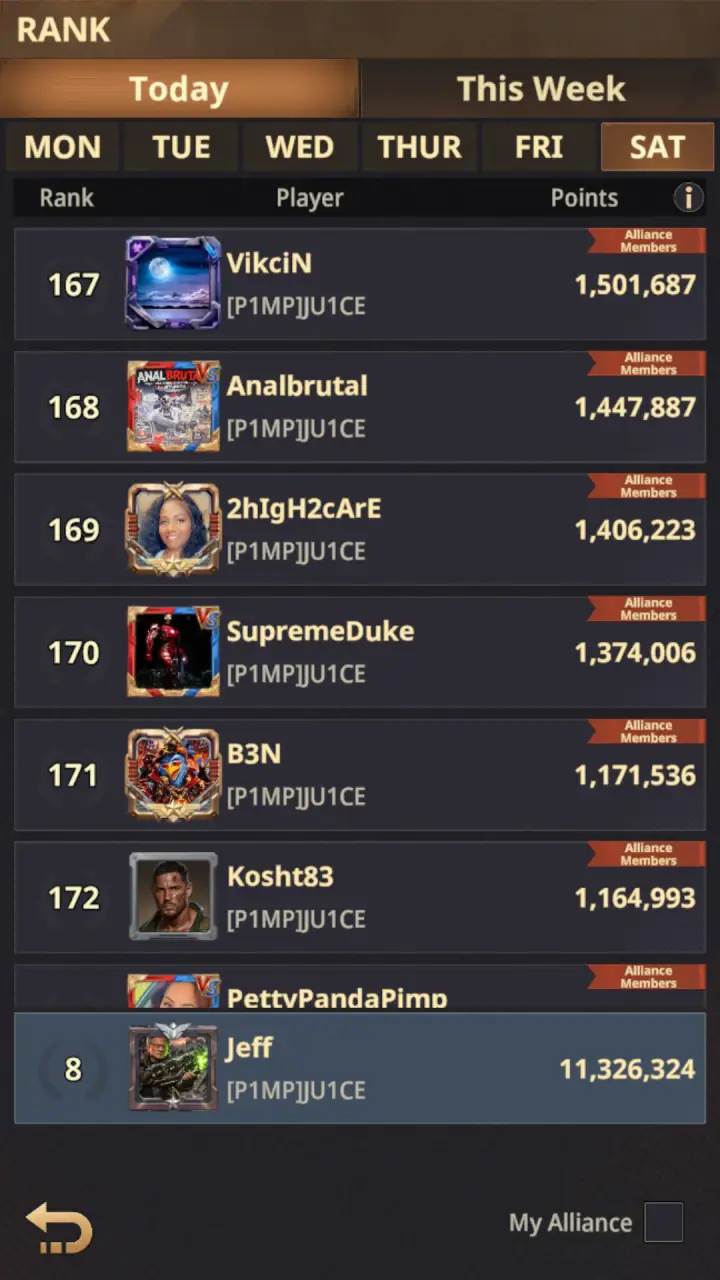 RANK
Today
This Week
MON
TUE
WED
THUR
FRI
SAT
Rank
Player
Points
167
VikciN
[P1MP]JU1CE
Alliance
Members
1,501,687
168
ANALBRUTA
VS
Analbrutal
[P1MP]JU1CE
Alliance
Members
1,447,887
169
2hIgH2cArE
[P1MP]JU1CE
Alliance
Members
1,406,223
170
VS
SupremeDuke
[P1MP]JU1CE
Alliance
Members
1,374,006
171
B3N
[P1MP]JU1CE
Alliance
Members
1,171,536
172
Kosht83
[P1MP]JU1CE
Alliance
Members
1,164,993
VS
PettyPandaPimp
Alliance
Members
8
Jeff
[P1MP]JU1CE
11,326,324
My Alliance